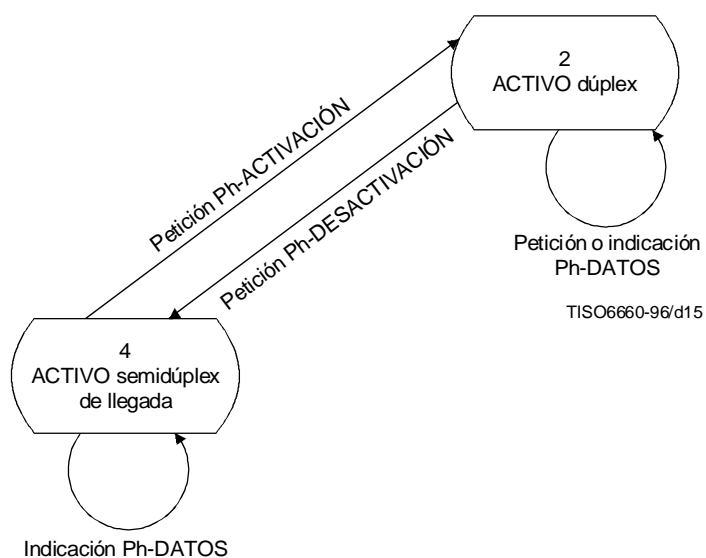 2
ACTIVO dúplex
Petición Ph-ACTIVACIÓN
Petición Ph-DESACTIVACIÓN
Petición o indicación
Ph-DATOS
TISO6660-96/d15
4
ACTIVO semidúplex
de llegada
Indicación Ph-DATOS